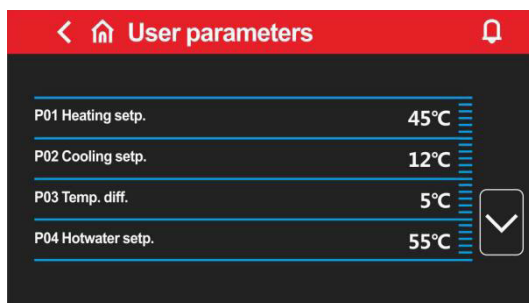 User parameters
P01 Heating setp. 45℃
P02 Cooling setp. 12℃
P03 Temp. diff. 5℃
P04 Hotwater setp. 55℃